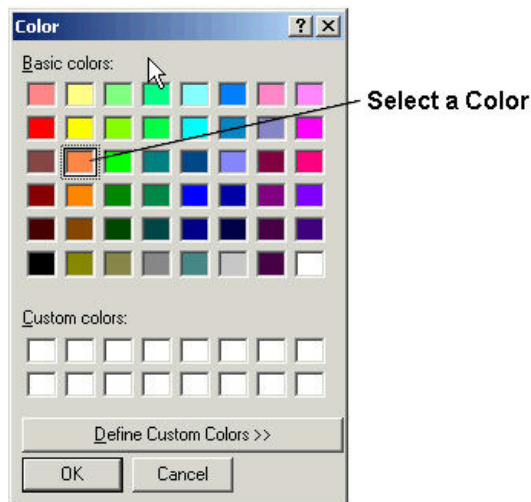 Color
Basic colors:
Select a Color
Custom colors:
Define Custom Colors >>
OK Cancel